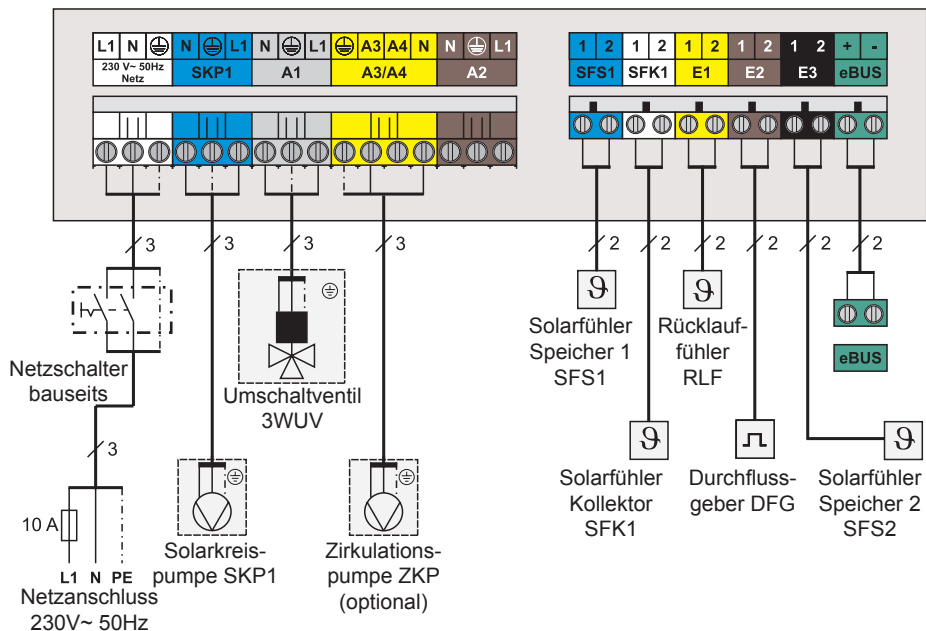 L1 N N L1 N L1 A3 A4 N N L1
230 V~ 50Hz
Netz
SKP1 A1 A3/A4 A2
1 2 1 2 1 2 1 2 1 2 + -
SFS1 SFK1 E1 E2 E3 eBUS
3 3 3 3 2 2 2 2 2 2
ϑ
Solarfühler
Speicher 1
SFS1
ϑ
Rücklauf-
fühler
RLF
eBUS
Netzschalter
bauseits
Umschaltventil
3WUV
3
ϑ
Solarfühler
Kollektor
SFK1
Durchfluss-
geber DFG
ϑ
Solarfühler
Speicher 2
SFS2
10 A
L1 N PE
Netzanschluss
230V~ 50Hz
Solarkreis-
pumpe SKP1
Zirkulations-
pumpe ZKP
(optional)